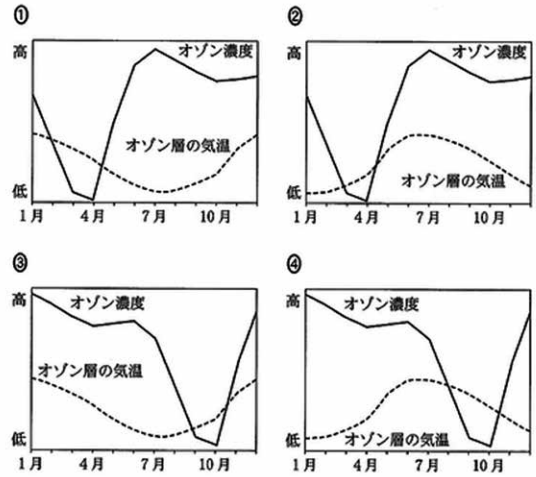 ①
高
オゾン濃度
オゾン層の気温
低
1月 4月 7月 10月
②
オゾン濃度
オゾン層の気温
1月 4月 7月 10月
③
高
オゾン濃度
オゾン層の気温
低
1月 4月 7月 10月
④
高
オゾン濃度
オゾン層の気温
低
1月 4月 7月 10月